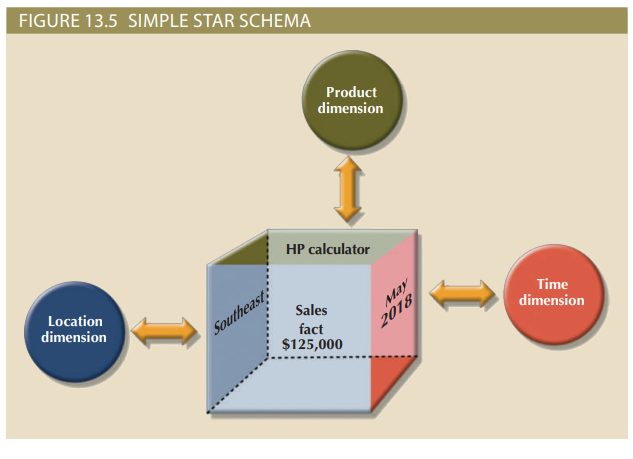 FIGURE 13.5 SIMPLE STAR SCHEMA
Product
dimension
HP calculator
Southeast
Sales
fact
$125,000
May
2018
Location
dimension
Time
dimension